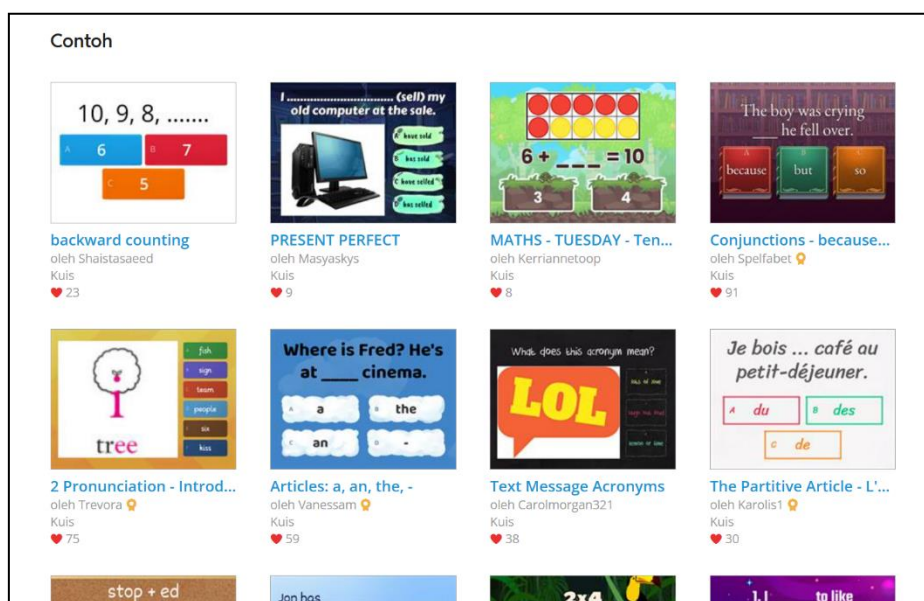 Contoh
10, 9, 8, .......
A 6
B 7
C 5
backward counting
oleh Shaistasaeed
Kuis
23
I .............................. (sell) my
old computer at the sale.
A have sold
B has sold
C have selled
D has selled
PRESENT PERFECT
oleh Masyaskys
Kuis
9
6 + ___ = 10
3
4
MATHS - TUESDAY - Ten...
oleh Kerriannetoop
Kuis
8
The boy was crying
___ he fell over.
A
because
B
but
C
so
Conjunctions - because...
oleh Spelfabet
Kuis
91
i
tree
fish
sign
team
people
six
kiss
2 Pronunciation - Introd...
oleh Trevora
Kuis
75
Where is Fred? He's
at ____ cinema.
A a
B the
C an
D -
Articles: a, an, the, -
oleh Vanessam
Kuis
59
What does this acronym mean?
LOL
Text Message Acronyms
oleh Carolmorgan321
Kuis
38
Je bois ... café au
petit-déjeuner.
A du
B des
C de
The Partitive Article - L'...
oleh Karolis1
Kuis
30
stop + ed
Jon has
2x4
1. I to like